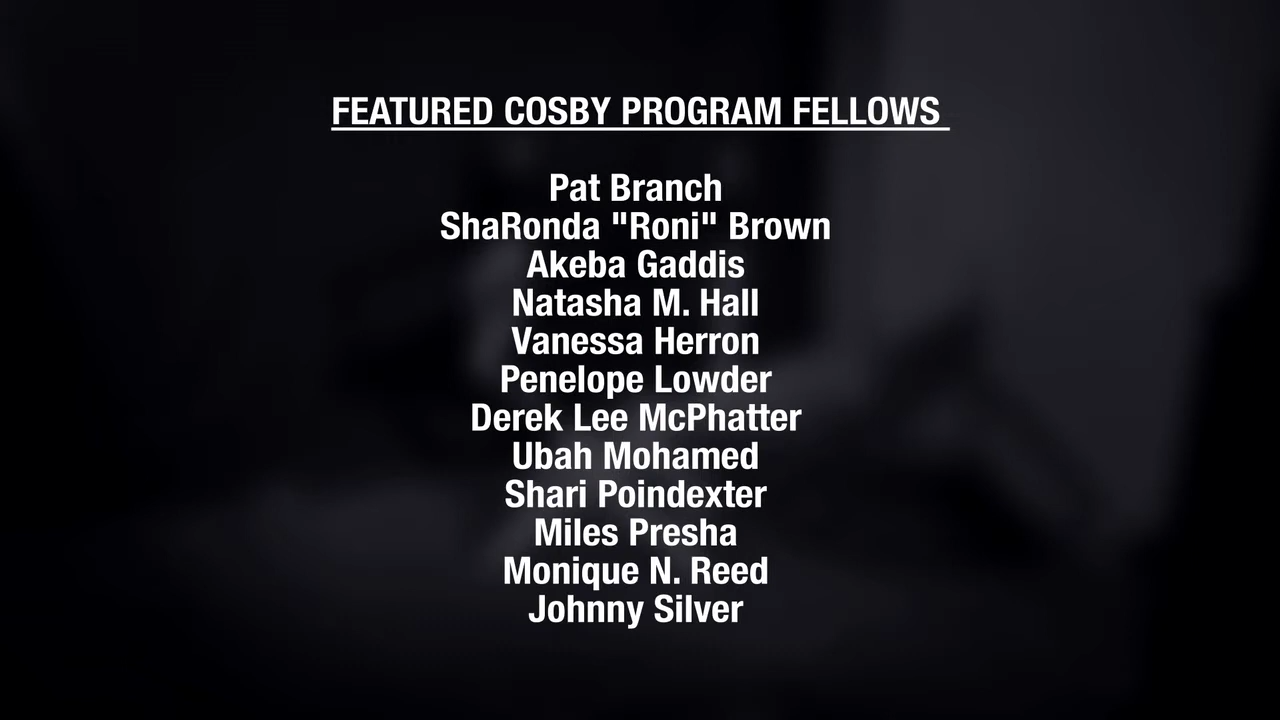 FEATURED COSBY PROGRAM FELLOWS
Pat Branch
ShaRonda "Roni" Brown
Akeba Gaddis
Natasha M. Hall
Vanessa Herron
Penelope Lowder
Derek Lee McPhatter
Ubah Mohamed
Shari Poindexter
Miles Presha
Monique N. Reed
Johnny Silver